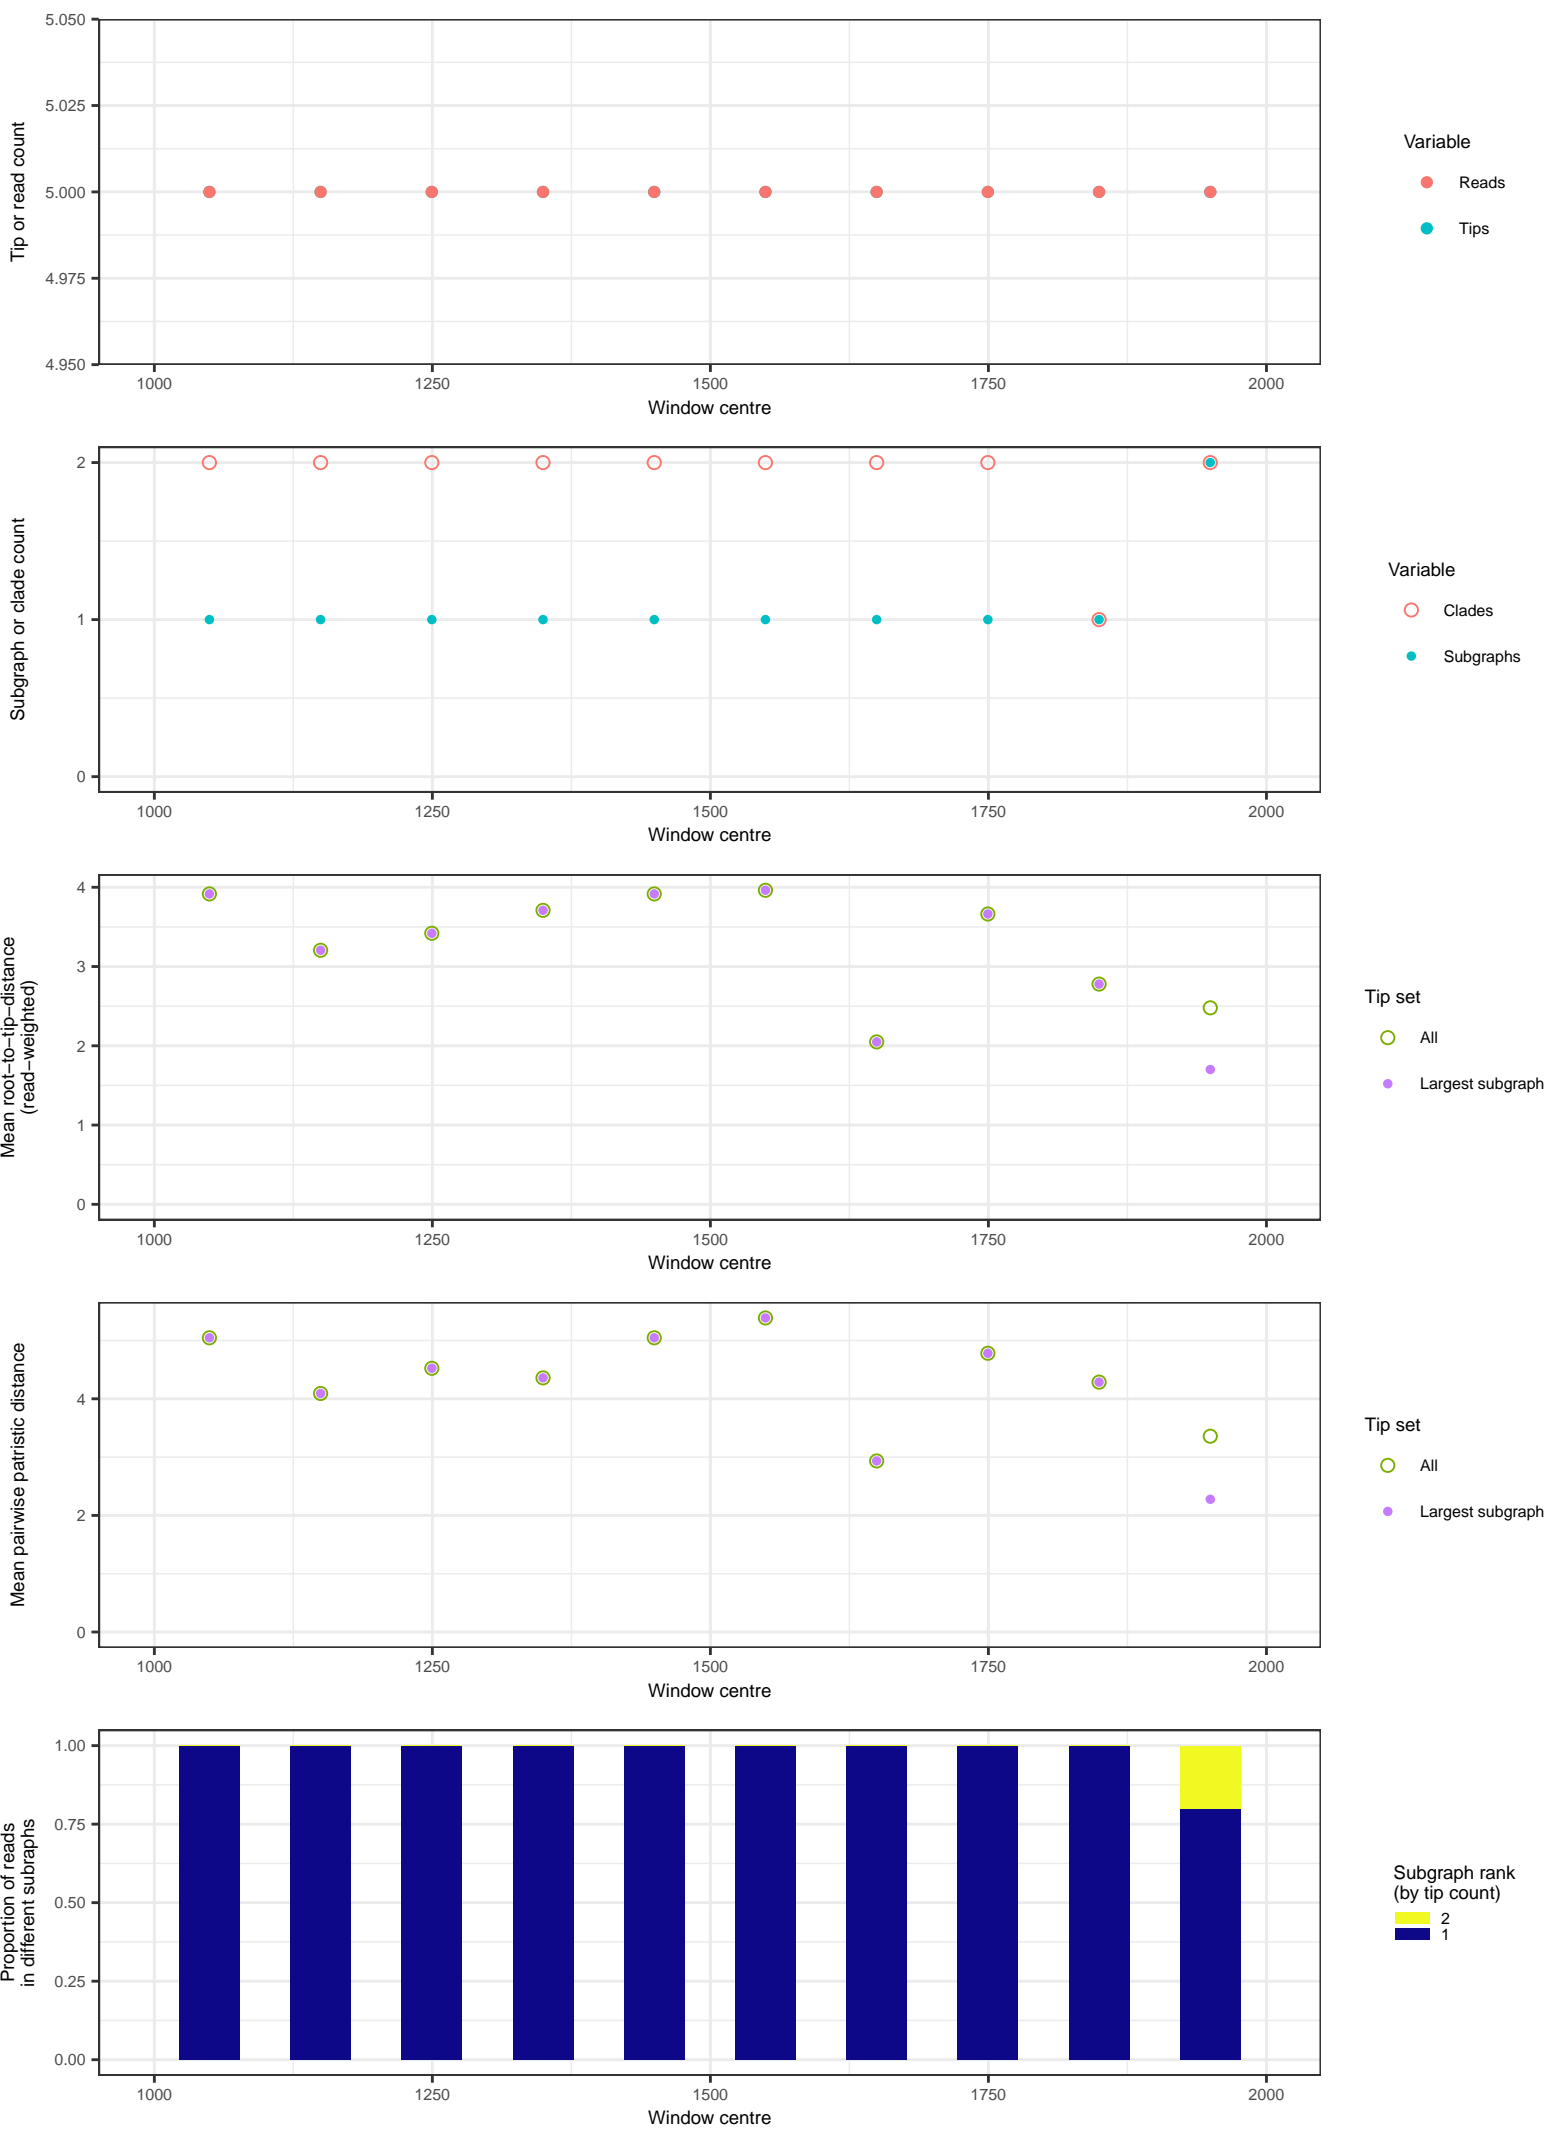 5.050
5.025
5.000
4.975
4.950
Tip or read count
1000 1250 1500 1750 2000
Window centre
Variable
Reads
Tips
2
1
0
Subgraph or clade count
1000 1250 1500 1750 2000
Window centre
Variable
Clades
Subgraphs
4
3
2
1
0
Mean root−to−tip−distance
(read−weighted)
1000 1250 1500 1750 2000
Window centre
Tip set
All
Largest subgraph
4
2
0
Mean pairwise patristic distance
1000 1250 1500 1750 2000
Window centre
Tip set
All
Largest subgraph
1.00
0.75
0.50
0.25
0.00
Proportion of reads
in different subraphs
1000 1250 1500 1750 2000
Window centre
Subgraph rank
(by tip count)
2
1